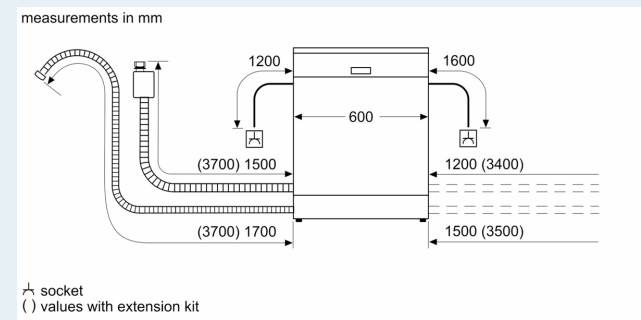 measurements in mm
1200
1600
600
(3700) 1500
1200 (3400)
(3700) 1700
1500 (3500)
socket
( ) values with extension kit